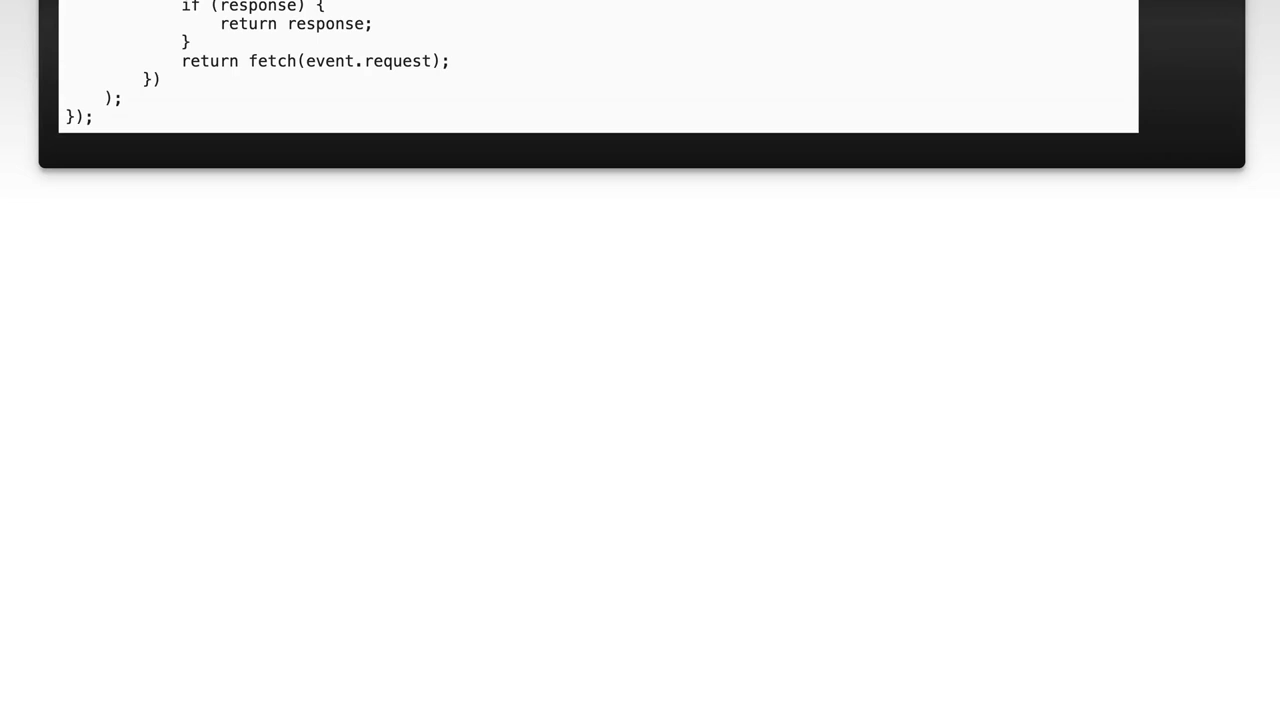 if (response) {
return response;
}
return fetch(event.request);
})
);
});